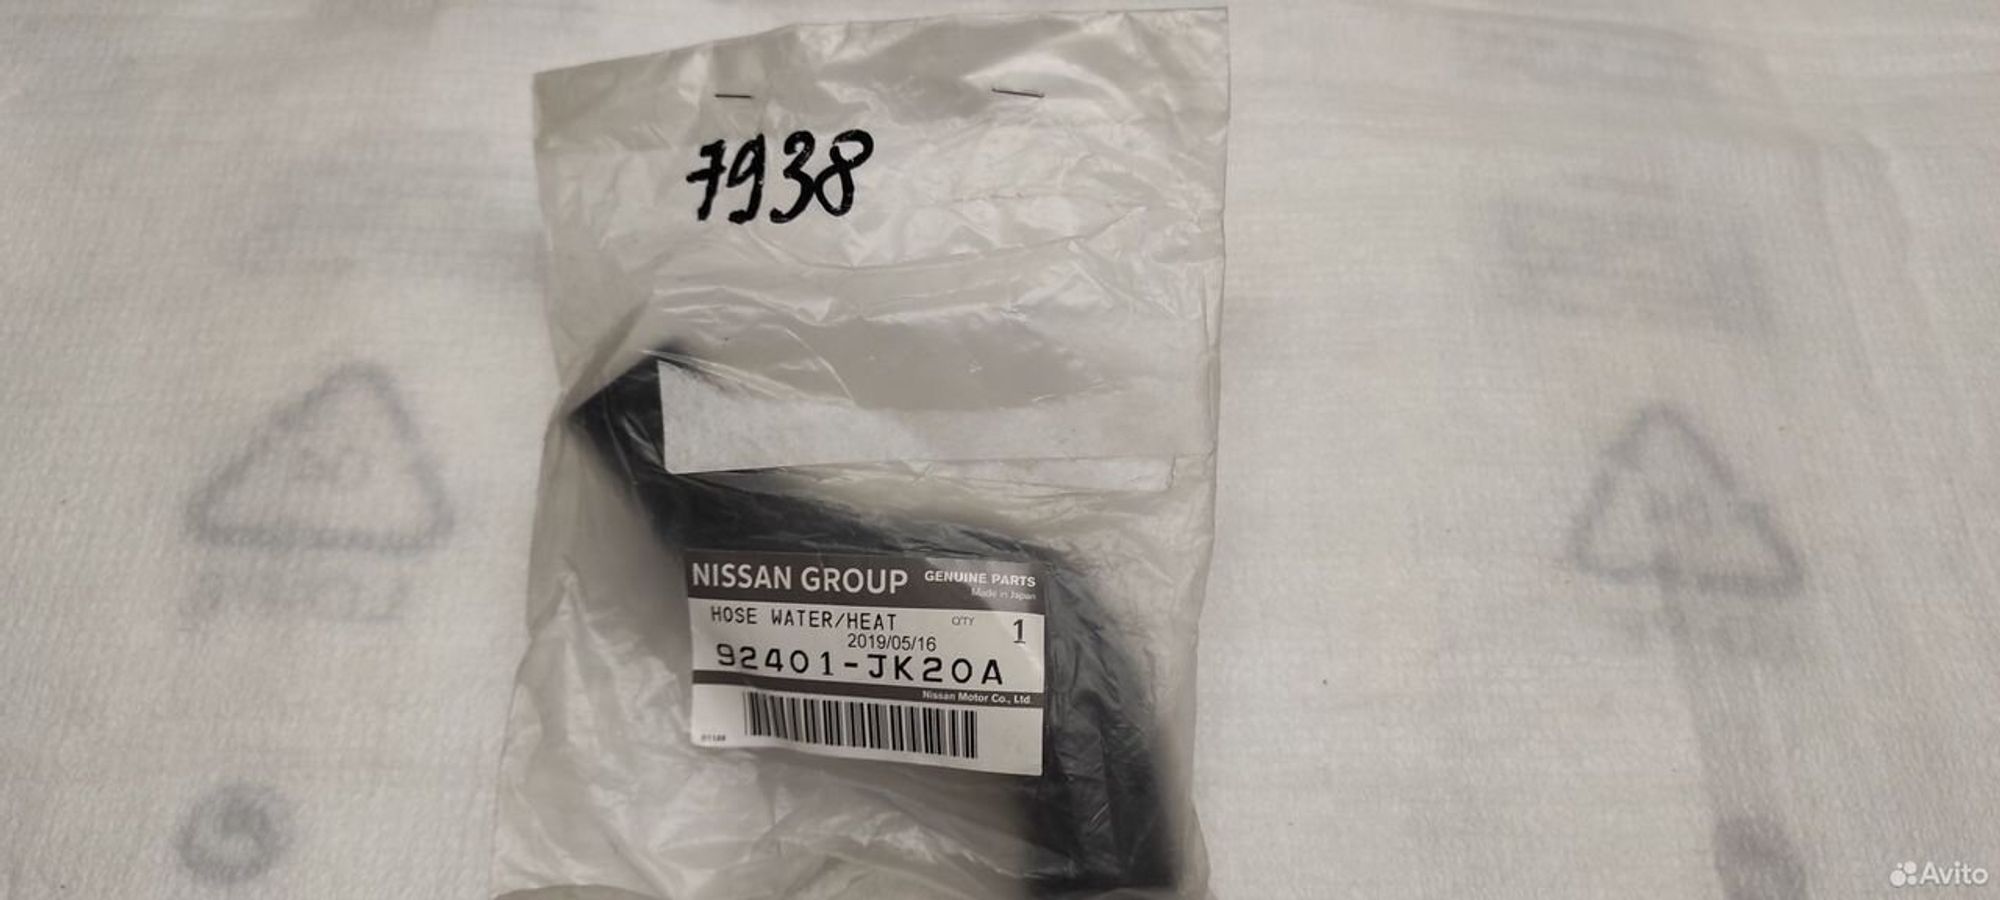 7938
NISSAN GROUP GENUINE PARTS
Made in Japan
HOSE WATER/HEAT Q'TY 1
2019/05/16
92401-JK20A
Nissan Motor Co., Ltd.
Avito